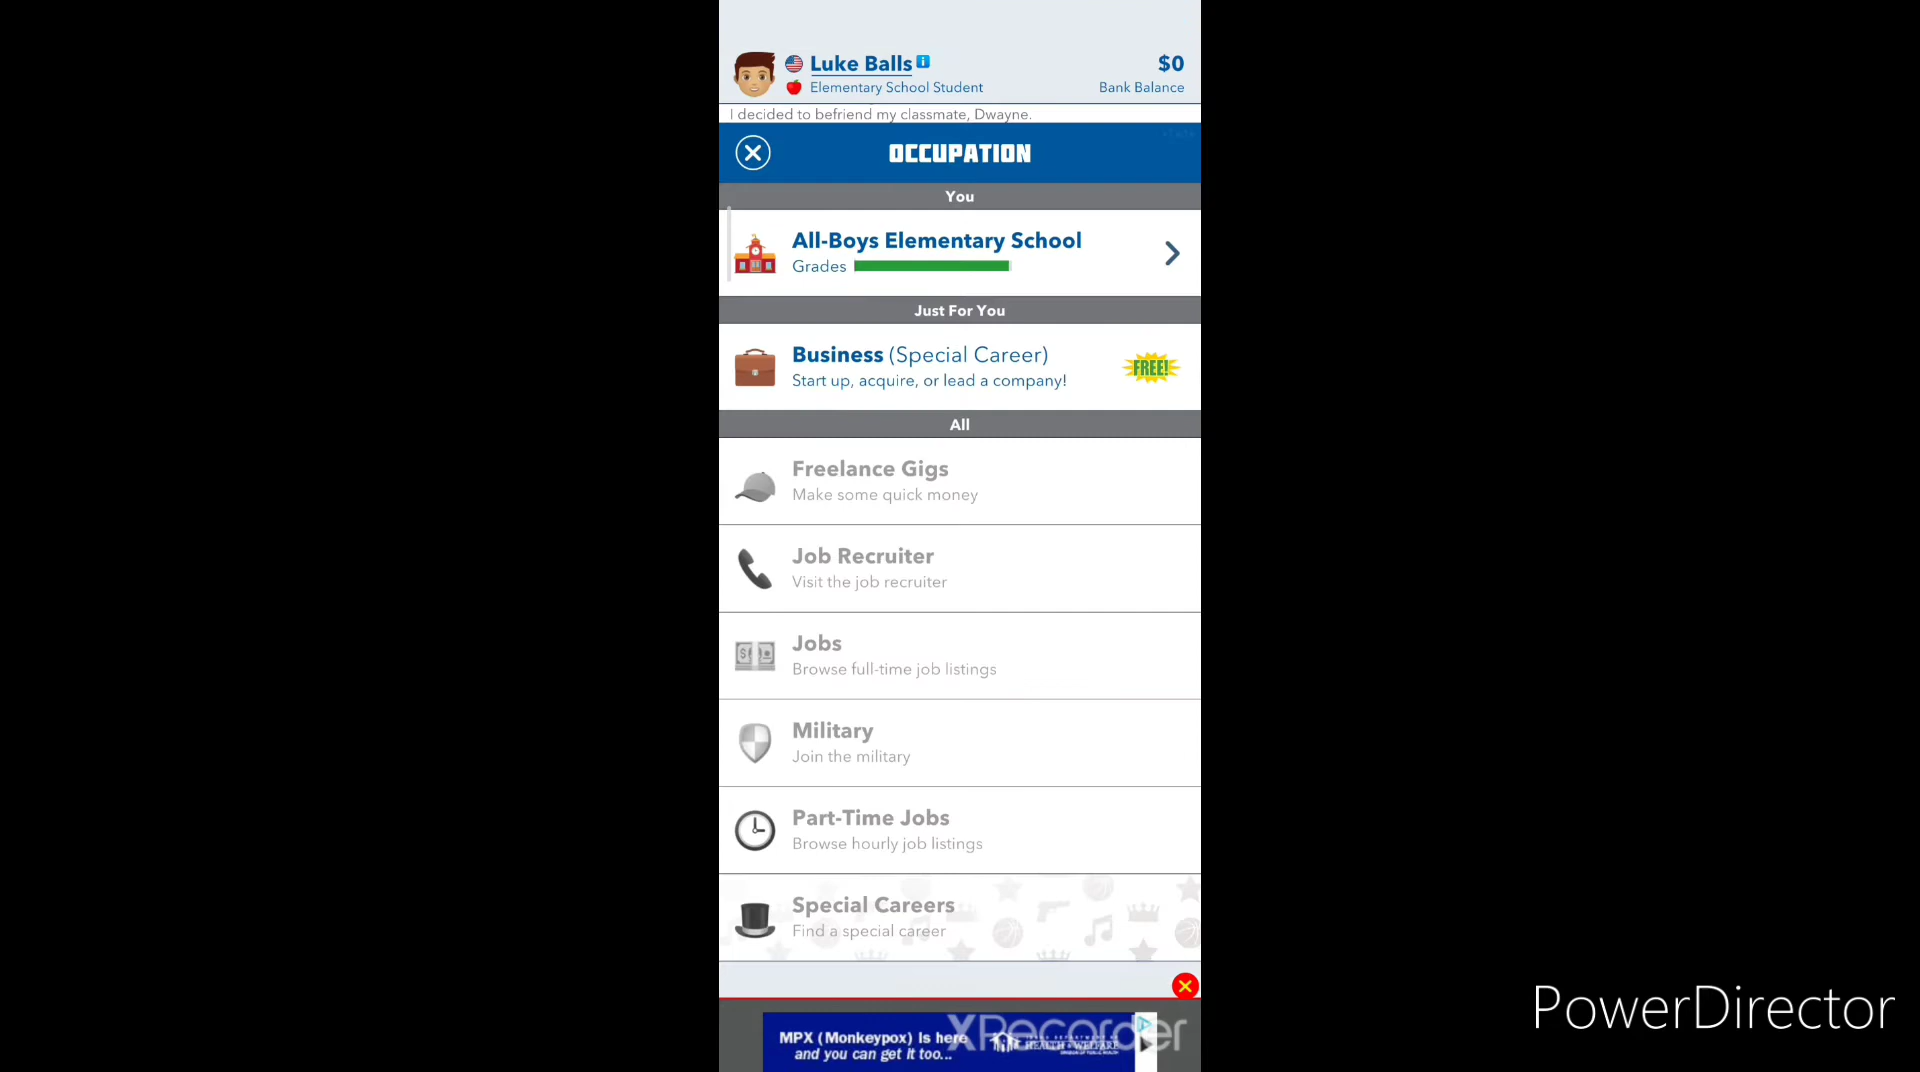 Luke Balls
$0
Elementary School Student
Bank Balance
I decided to befriend my classmate, Dwayne.
OCCUPATION
You
All-Boys Elementary School
Grades
Just For You
Business (Special Career)
FREE!
Start up, acquire, or lead a company!
All
Freelance Gigs
Make some quick money
Job Recruiter
Visit the job recruiter
Jobs
Browse full-time job listings
Military
Join the military
Part-Time Jobs
Browse hourly job listings
Special Careers
Find a special career
MPX (Monkeypox) Is here
and you can get it too...
HEALTH & WELFARE
XRecorder
PowerDirector